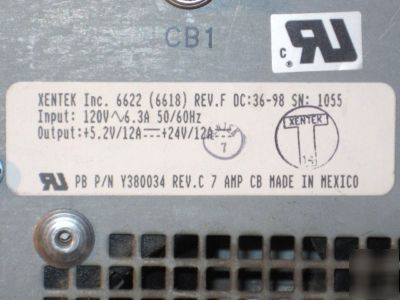 CB1
XENTEK Inc. 6622 (6618) REV.F DC:36-98 SN: 1055
Input: 120V∿6.3A 50/60Hz
Output:+5.2V/12A⎓+24V/12A⎓
7
XENTEK
T
14
PB P/N Y380034 REV.C 7 AMP CB MADE IN MEXICO